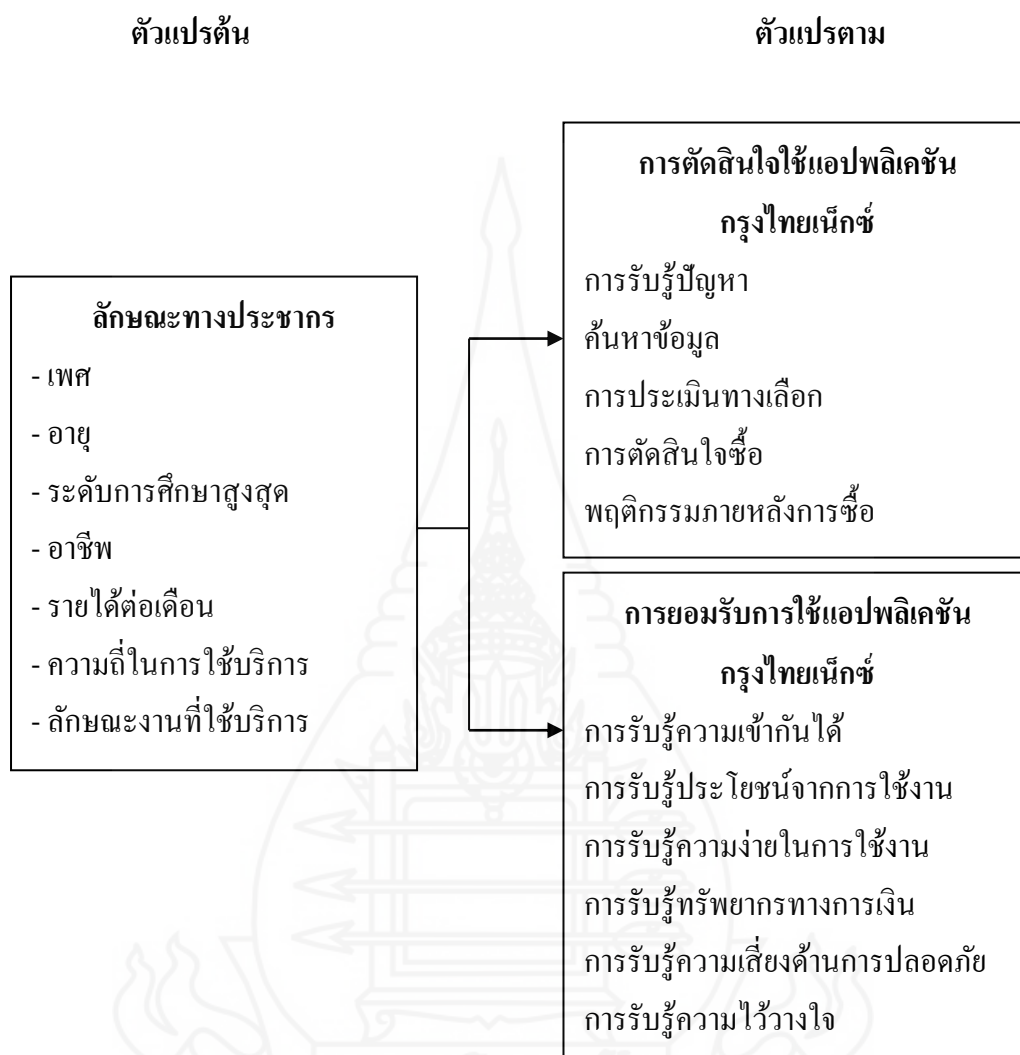 ตัวแปรต้น
ตัวแปรตาม
ลักษณะทางประชากร
- เพศ
- อายุ
- ระดับการศึกษาสูงสุด
- อาชีพ
- รายได้ต่อเดือน
- ความถี่ในการใช้บริการ
- ลักษณะงานที่ใช้บริการ
การตัดสินใจใช้แอปพลิเคชัน
กรุงไทยเน็กซ์
การรับรู้ปัญหา
ค้นหาข้อมูล
การประเมินทางเลือก
การตัดสินใจซื้อ
พฤติกรรมภายหลังการซื้อ
การยอมรับการใช้แอปพลิเคชัน
กรุงไทยเน็กซ์
การรับรู้ความเข้ากันได้
การรับรู้ประโยชน์จากการใช้งาน
การรับรู้ความง่ายในการใช้งาน
การรับรู้ทรัพยากรทางการเงิน
การรับรู้ความเสี่ยงด้านการปลอดภัย
การรับรู้ความไว้วางใจ